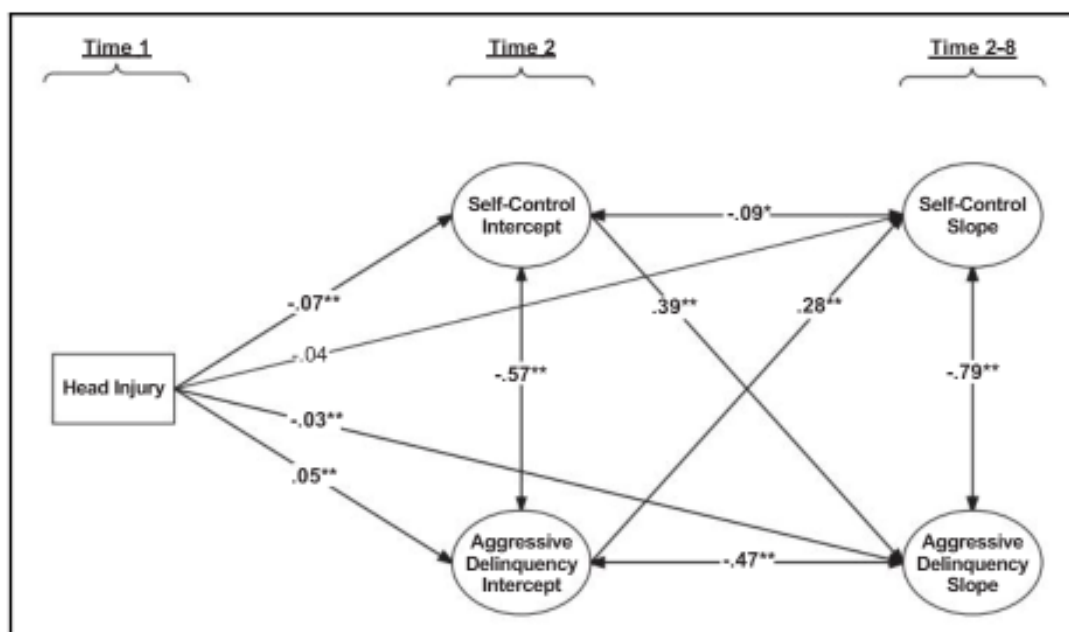 Time 1
Time 2
Time 2-8
Self-Control
Intercept
-.09*
Self-Control
Slope
-.07**
.39**
.28**
-.04
Head Injury
-.57**
-.79**
-.03**
.05**
Aggressive
Delinquency
Intercept
-.47**
Aggressive
Delinquency
Slope